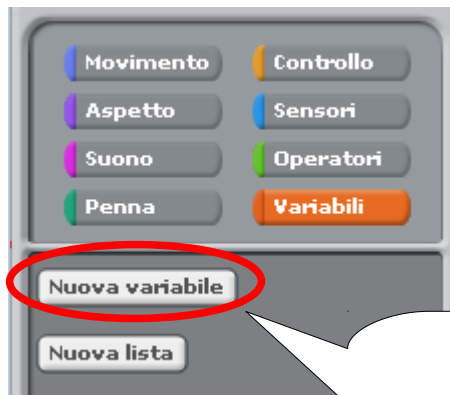 Movimento Controllo
Aspetto Sensori
Suono Operatori
Penna Variabili
Nuova variabile
Nuova lista